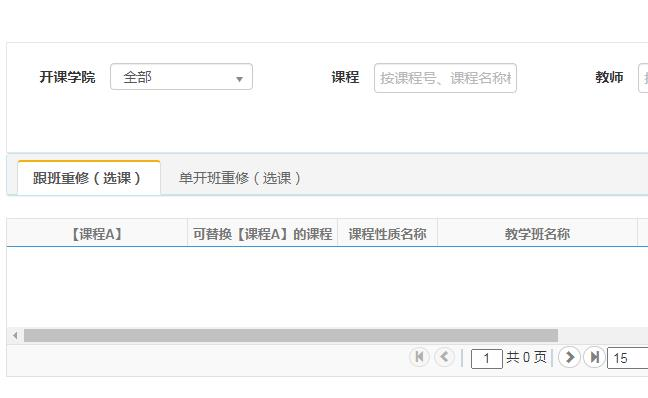 开课学院 全部 课程 按课程号、课程名称 教师
跟班重修（选课） 单开班重修（选课）
【课程A】 可替换【课程A】的课程 课程性质名称 教学班名称
1 共 0 页 15